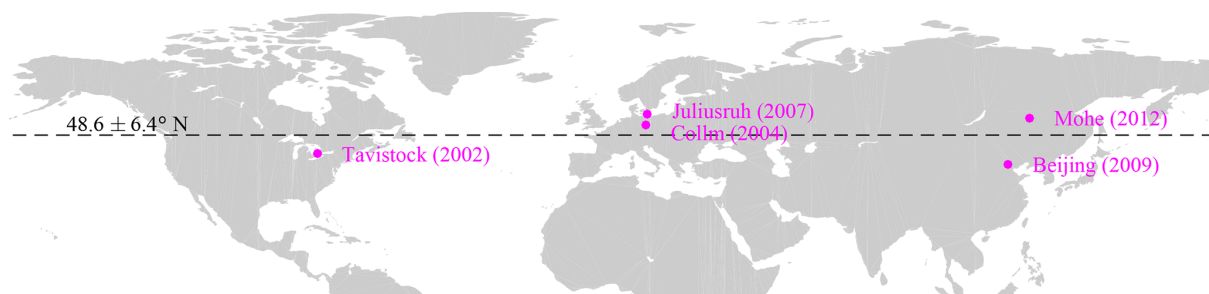 Juliusruh (2007)
48.6 ± 6.4° N
Mohe (2012)
Collm (2004)
Tavistock (2002)
Beijing (2009)